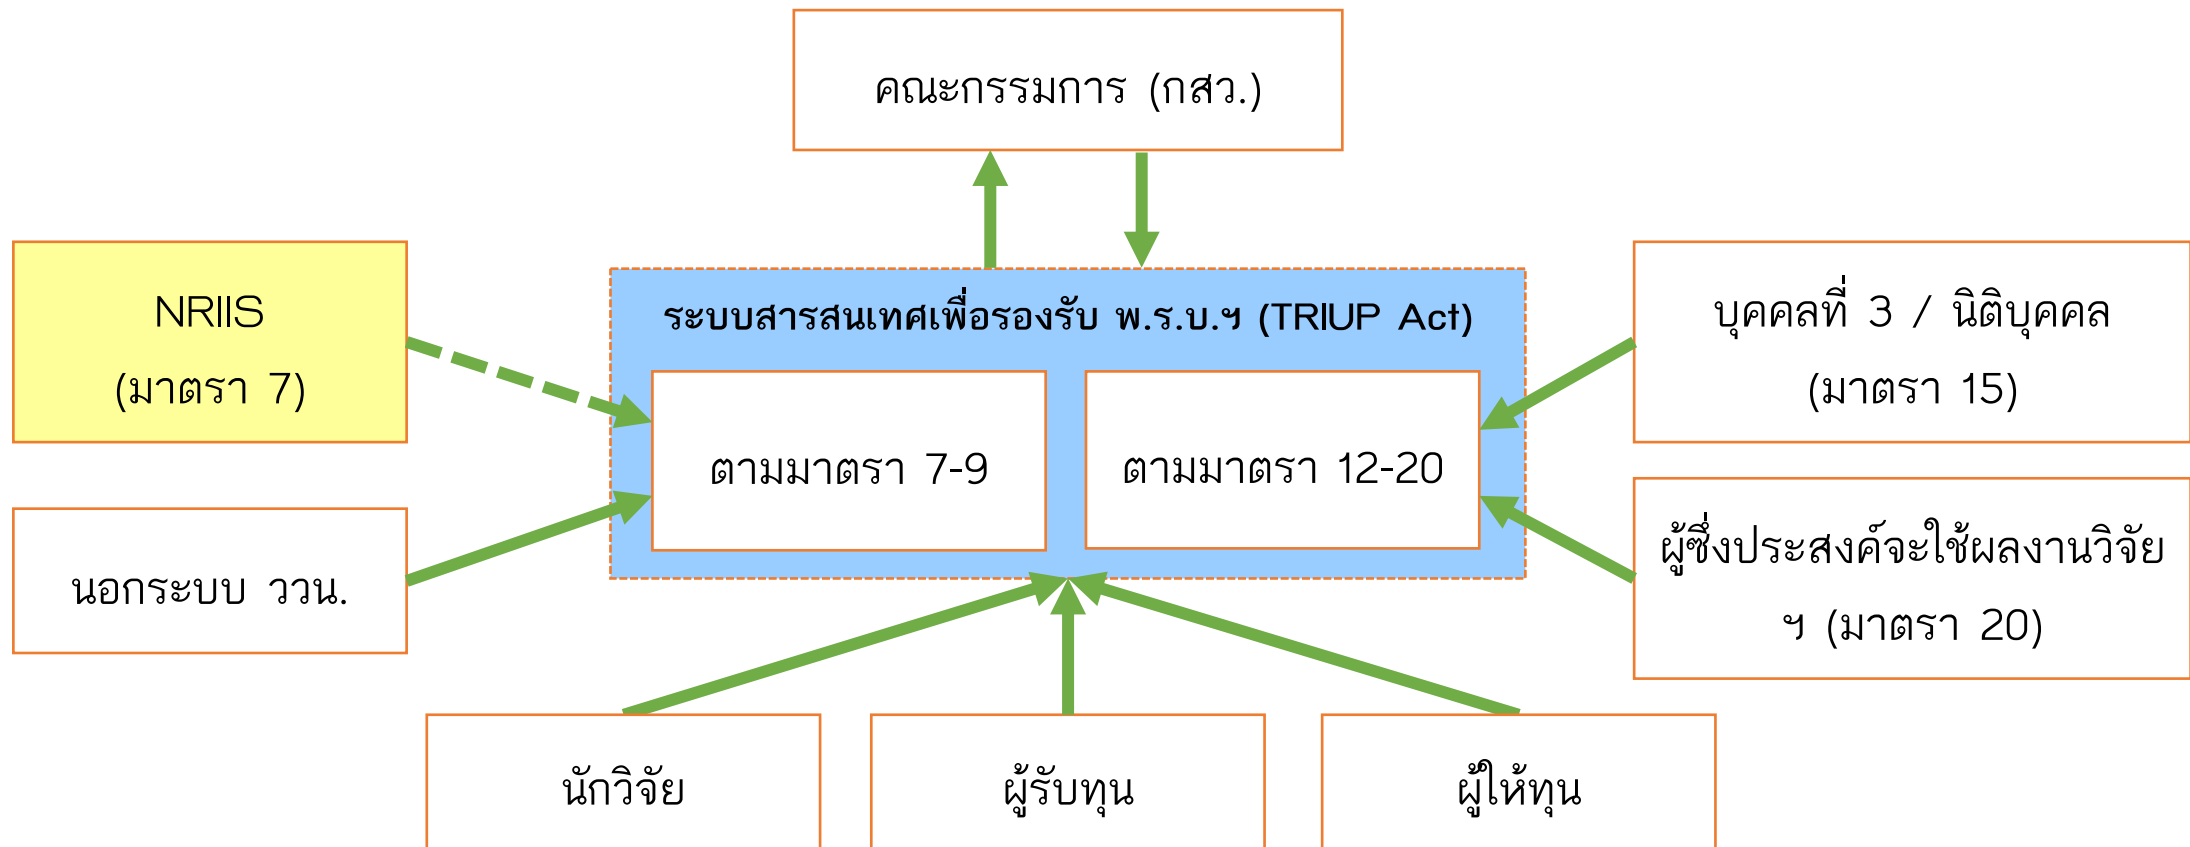 คณะกรรมการ (กสว.)
NRIIS
(มาตรา 7)
นอกระบบ ววน.
ระบบสารสนเทศเพื่อรองรับ พ.ร.บ.ฯ (TRIUP Act)
ตามมาตรา 7-9
ตามมาตรา 12-20
บุคคลที่ 3 / นิติบุคคล
(มาตรา 15)
ผู้ซึ่งประสงค์จะใช้ผลงานวิจัย
ฯ (มาตรา 20)
นักวิจัย
ผู้รับทุน
ผู้ให้ทุน